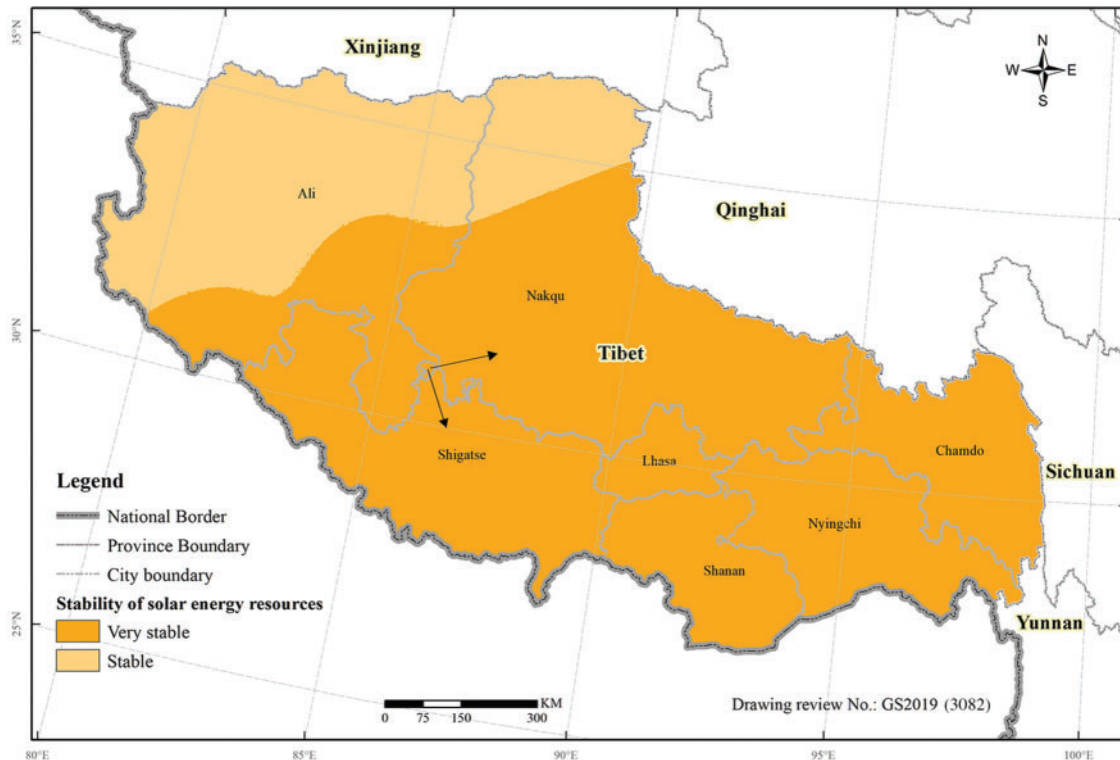 35°N
Xinjiang
N
W E
S
Ali
Qinghai
Nakqu
30°N
Tibet
Shigatse
Lhasa
Chamdo
Sichuan
Nyingchi
Shanan
Yunnan
25°N
Legend
National Border
Province Boundary
City boundary
Stability of solar energy resources
Very stable
Stable
KM
0 75 150 300
Drawing review No.: GS2019 (3082)
80°E 85°E 90°E 95°E 100°E